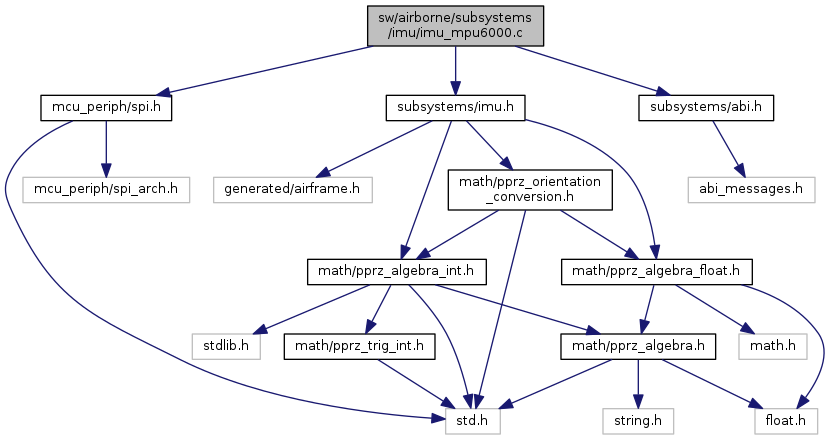 sw/airborne/subsystems
/imu/imu_mpu6000.c
mcu_periph/spi.h
subsystems/imu.h
subsystems/abi.h
mcu_periph/spi_arch.h
generated/airframe.h
math/pprz_orientation
_conversion.h
abi_messages.h
math/pprz_algebra_int.h
math/pprz_algebra_float.h
stdlib.h
math/pprz_trig_int.h
math/pprz_algebra.h
math.h
std.h
string.h
float.h